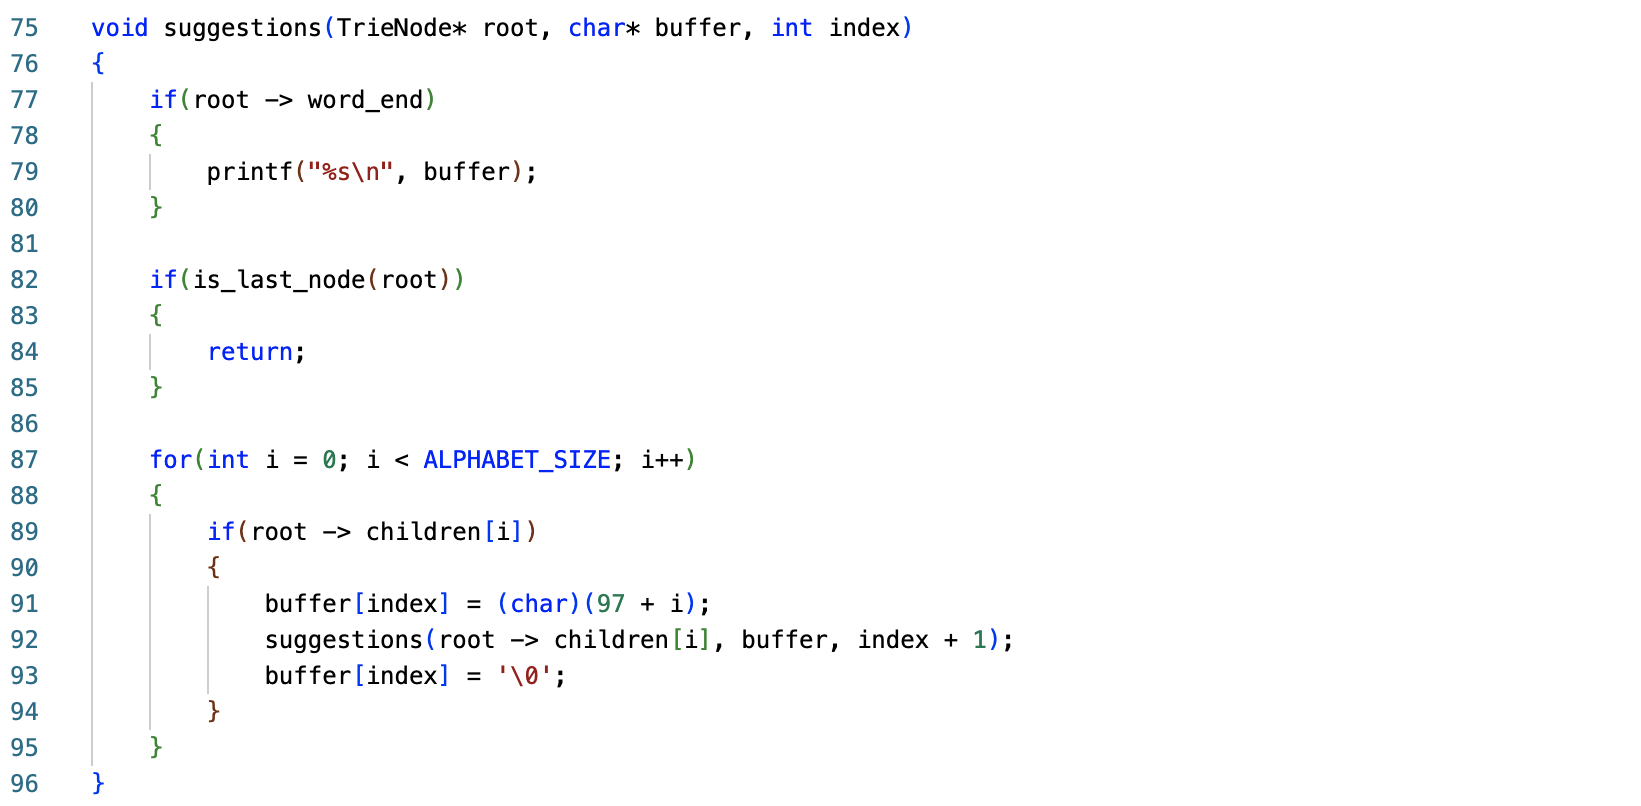 75 void suggestions(TrieNode* root, char* buffer, int index)
76 {
77     if(root -> word_end)
78     {
79         printf("%s\n", buffer);
80     }
81
82     if(is_last_node(root))
83     {
84         return;
85     }
86
87     for(int i = 0; i < ALPHABET_SIZE; i++)
88     {
89         if(root -> children[i])
90         {
91             buffer[index] = (char)(97 + i);
92             suggestions(root -> children[i], buffer, index + 1);
93             buffer[index] = '\0';
94         }
95     }
96 }